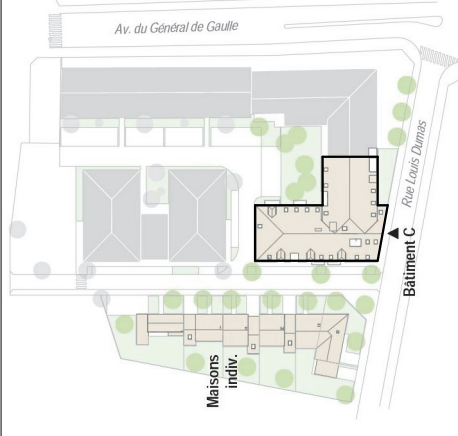 Av. du Général de Gaulle
Rue Louis Dumas
Bâtiment C
Maisons
indiv.